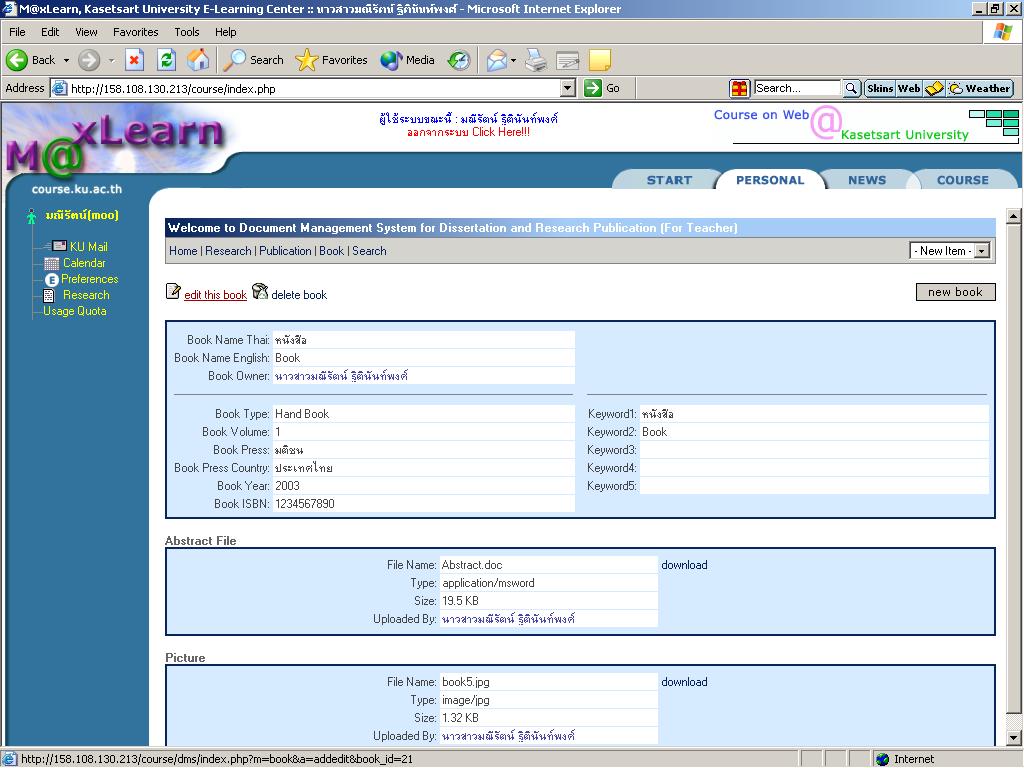 M@xLearn, Kasetsart University E-Learning Center :: นาวสาวมณีรัตน์ ฐิตินันท์พงศ์ - Microsoft Internet Explorer
File Edit View Favorites Tools Help
Back Search Favorites Media
Address http://158.108.130.213/course/index.php Go Search... Skins Web Weather
M@xLearn
course.ku.ac.th
ผู้ใช้ระบบขณะนี้ : มณีรัตน์ ฐิตินันท์พงศ์
ออกจากระบบ Click Here!!!
Course on Web @ Kasetsart University
START PERSONAL NEWS COURSE
มณีรัตน์(moo)
KU Mail
Calendar
Preferences
Research
Usage Quota
Welcome to Document Management System for Dissertation and Research Publication (For Teacher)
Home | Research | Publication | Book | Search - New Item -
edit this book delete book new book
Book Name Thai: หนังสือ
Book Name English: Book
Book Owner: นาวสาวมณีรัตน์ ฐิตินันท์พงศ์
Book Type: Hand Book
Book Volume: 1
Book Press: มติชน
Book Press Country: ประเทศไทย
Book Year: 2003
Book ISBN: 1234567890
Keyword1: หนังสือ
Keyword2: Book
Keyword3:
Keyword4:
Keyword5:
Abstract File
File Name: Abstract.doc download
Type: application/msword
Size: 19.5 KB
Uploaded By: นาวสาวมณีรัตน์ ฐิตินันท์พงศ์
Picture
File Name: book5.jpg download
Type: image/jpg
Size: 1.32 KB
Uploaded By: นาวสาวมณีรัตน์ ฐิตินันท์พงศ์
http://158.108.130.213/course/dms/index.php?m=book&a=addedit&book_id=21 Internet